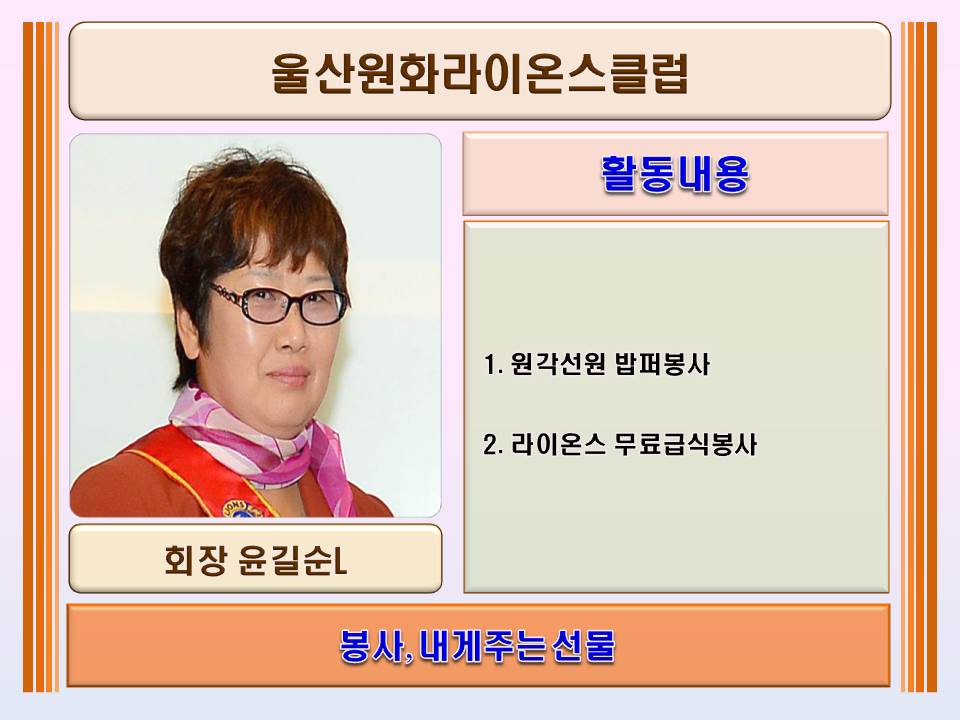 울산원화라이온스클럽
활동내용
1. 원각선원 밥퍼봉사
2. 라이온스 무료급식봉사
LIONS
회장 윤길순L
봉사, 내게주는 선물